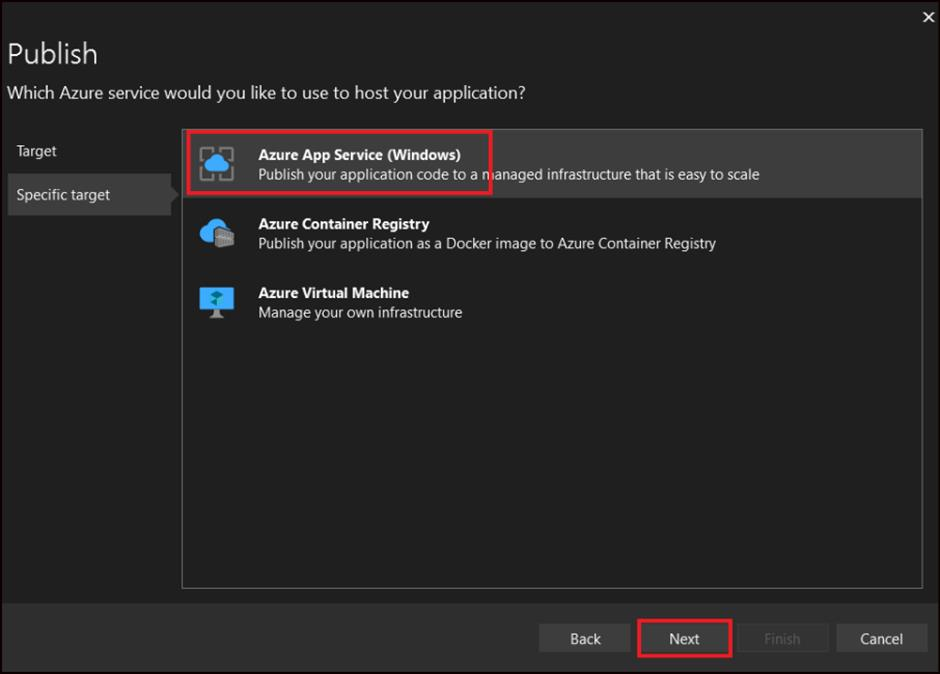 Publish
Which Azure service would you like to use to host your application?
Target
Specific target
Azure App Service (Windows)
Publish your application code to a managed infrastructure that is easy to scale
Azure Container Registry
Publish your application as a Docker image to Azure Container Registry
Azure Virtual Machine
Manage your own infrastructure
Back
Next
Finish
Cancel